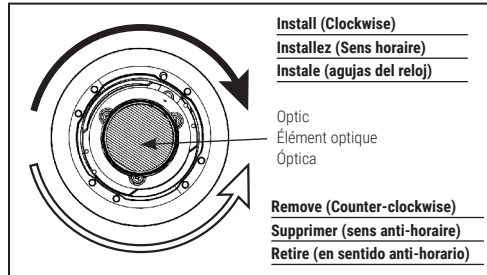 Install (Clockwise)
Installez (Sens horaire)
Instale (agujas del reloj)
Optic
Élément optique
Óptica
Remove (Counter-clockwise)
Supprimer (sens anti-horaire)
Retire (en sentido anti-horario)